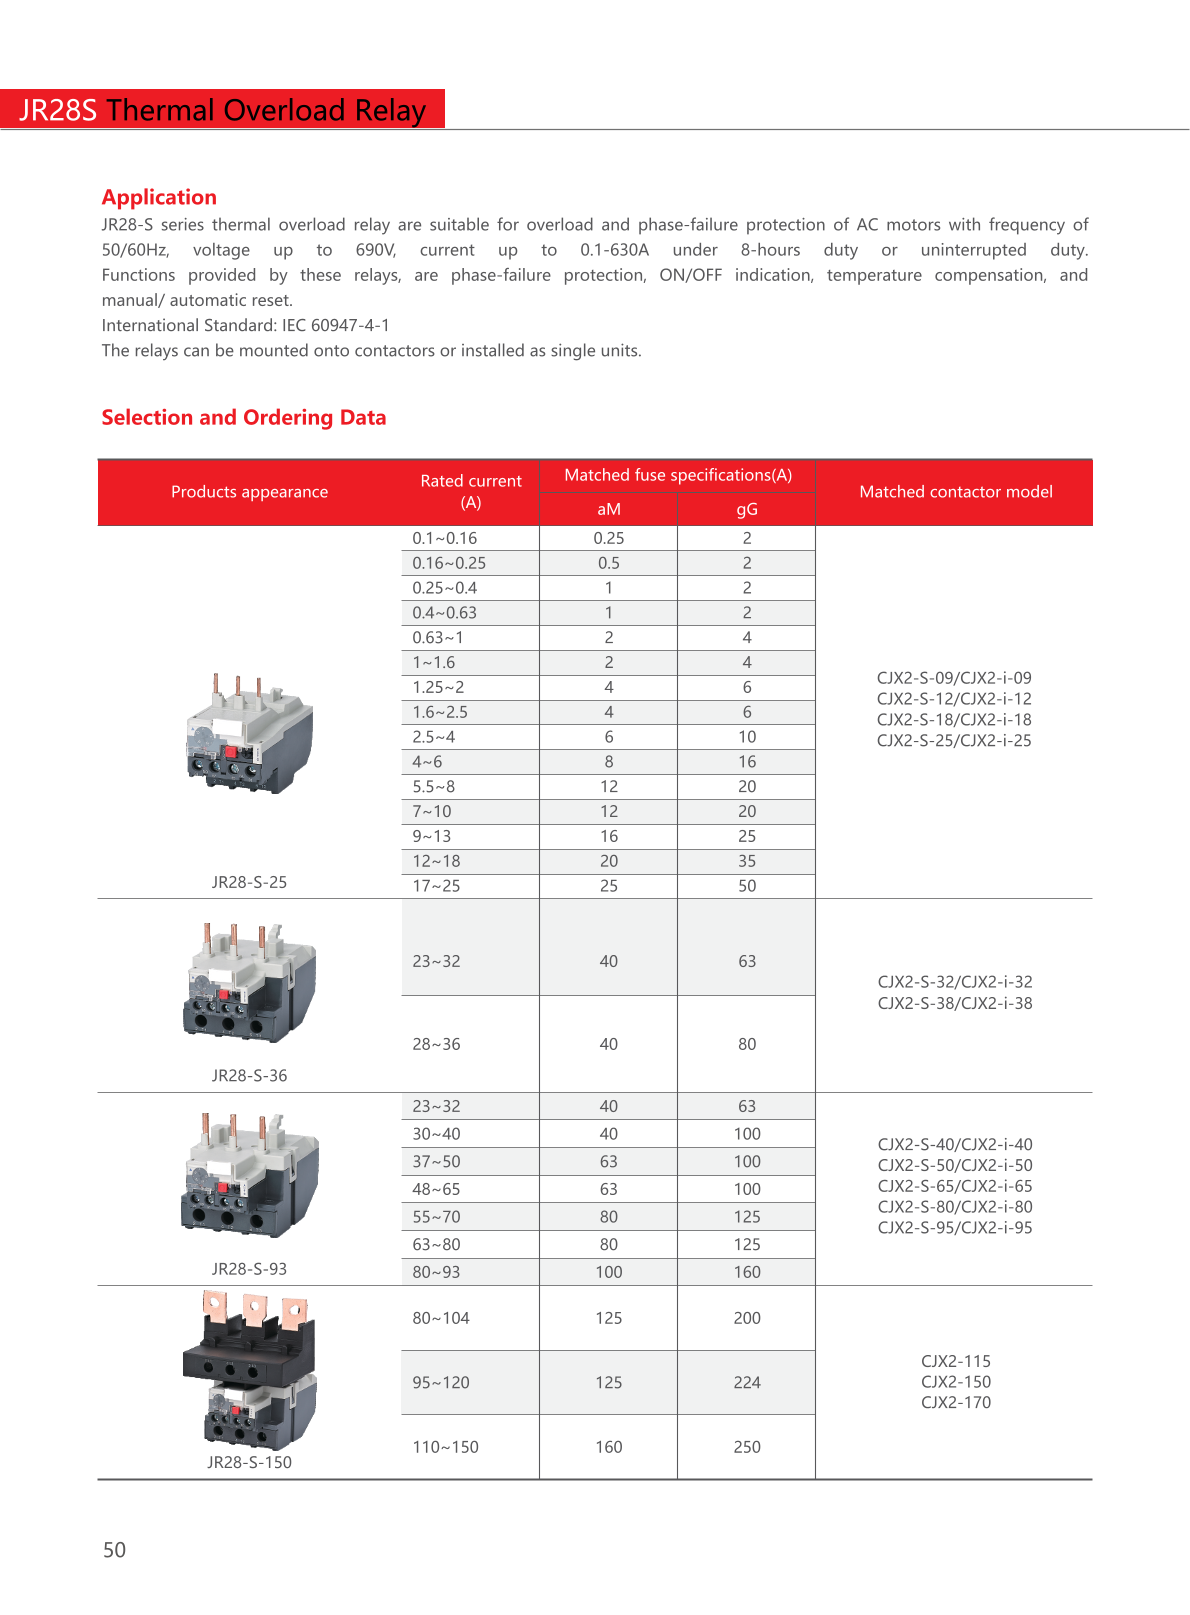 JR28S Thermal Overload Relay
Application
JR28-S series thermal overload relay are suitable for overload and phase-failure protection of AC motors with frequency of
50/60Hz, voltage up to 690V, current up to 0.1-630A under 8-hours duty or uninterrupted duty.
Functions provided by these relays, are phase-failure protection, ON/OFF indication, temperature compensation, and
manual/ automatic reset.
International Standard: IEC 60947-4-1
The relays can be mounted onto contactors or installed as single units.
Selection and Ordering Data
Products appearance Rated current (A) Matched fuse specifications(A) Matched contactor model
aM gG
0.1~0.16 0.25 2
0.16~0.25 0.5 2
0.25~0.4 1 2
0.4~0.63 1 2
0.63~1 2 4
1~1.6 2 4
1.25~2 4 6
1.6~2.5 4 6
2.5~4 6 10
4~6 8 16
5.5~8 12 20
7~10 12 20
9~13 16 25
12~18 20 35
17~25 25 50
JR28-S-25
CJX2-S-09/CJX2-i-09
CJX2-S-12/CJX2-i-12
CJX2-S-18/CJX2-i-18
CJX2-S-25/CJX2-i-25
23~32 40 63
28~36 40 80
JR28-S-36
CJX2-S-32/CJX2-i-32
CJX2-S-38/CJX2-i-38
23~32 40 63
30~40 40 100
37~50 63 100
48~65 63 100
55~70 80 125
63~80 80 125
80~93 100 160
JR28-S-93
CJX2-S-40/CJX2-i-40
CJX2-S-50/CJX2-i-50
CJX2-S-65/CJX2-i-65
CJX2-S-80/CJX2-i-80
CJX2-S-95/CJX2-i-95
80~104 125 200
95~120 125 224
110~150 160 250
JR28-S-150
CJX2-115
CJX2-150
CJX2-170
50